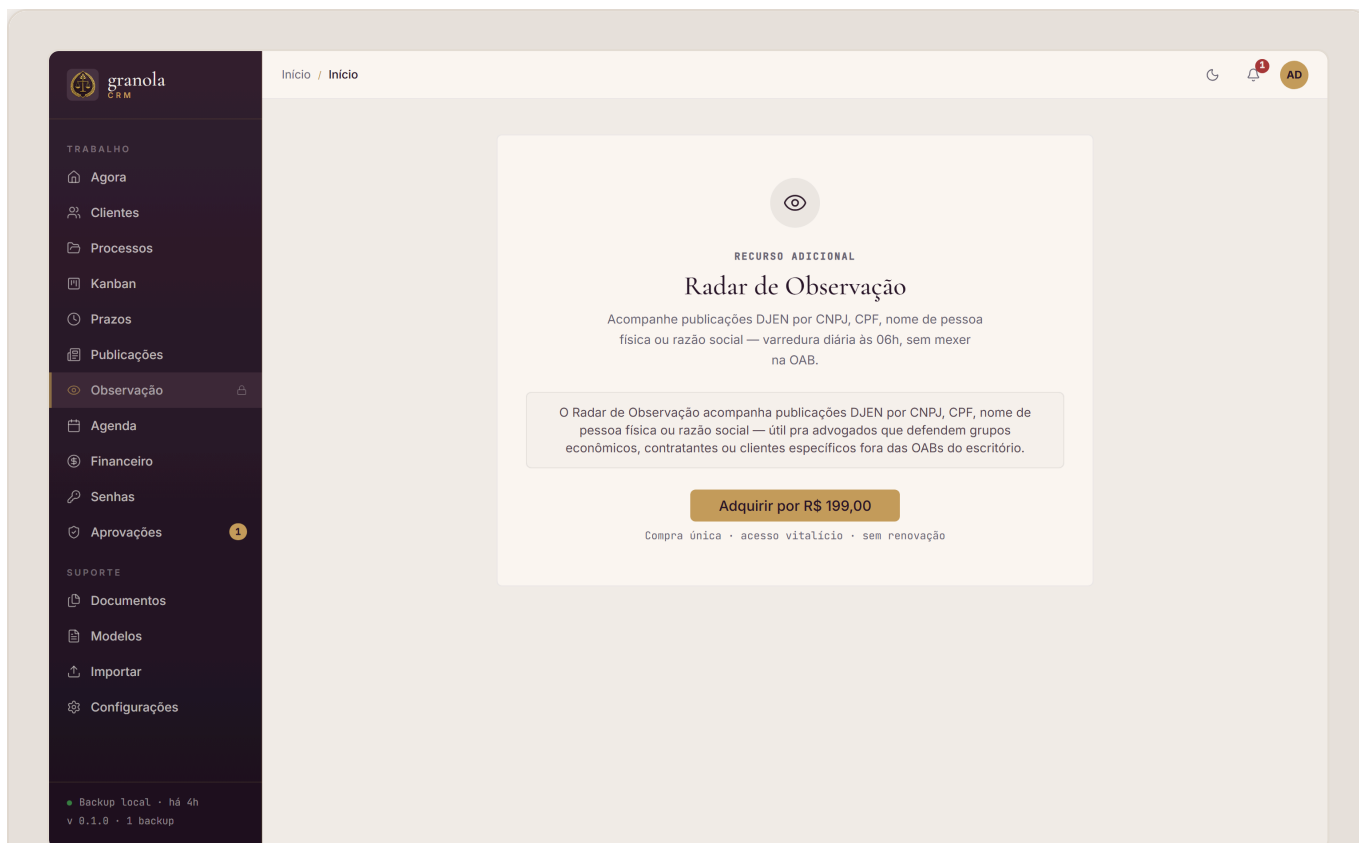 granola
CRM
Início / Início
1
AD
TRABALHO
Agora
Clientes
Processos
Kanban
Prazos
Publicações
Observação
Agenda
Financeiro
Senhas
Aprovações
1
SUPORTE
Documentos
Modelos
Importar
Configurações
Backup local · há 4h
v 0.1.0 · 1 backup
RECURSO ADICIONAL
Radar de Observação
Acompanhe publicações DJEN por CNPJ, CPF, nome de pessoa
física ou razão social — varredura diária às 06h, sem mexer
na OAB.
O Radar de Observação acompanha publicações DJEN por CNPJ, CPF, nome de
pessoa física ou razão social — útil pra advogados que defendem grupos
econômicos, contratantes ou clientes específicos fora das OABs do escritório.
Adquirir por R$ 199,00
Compra única · acesso vitalício · sem renovação